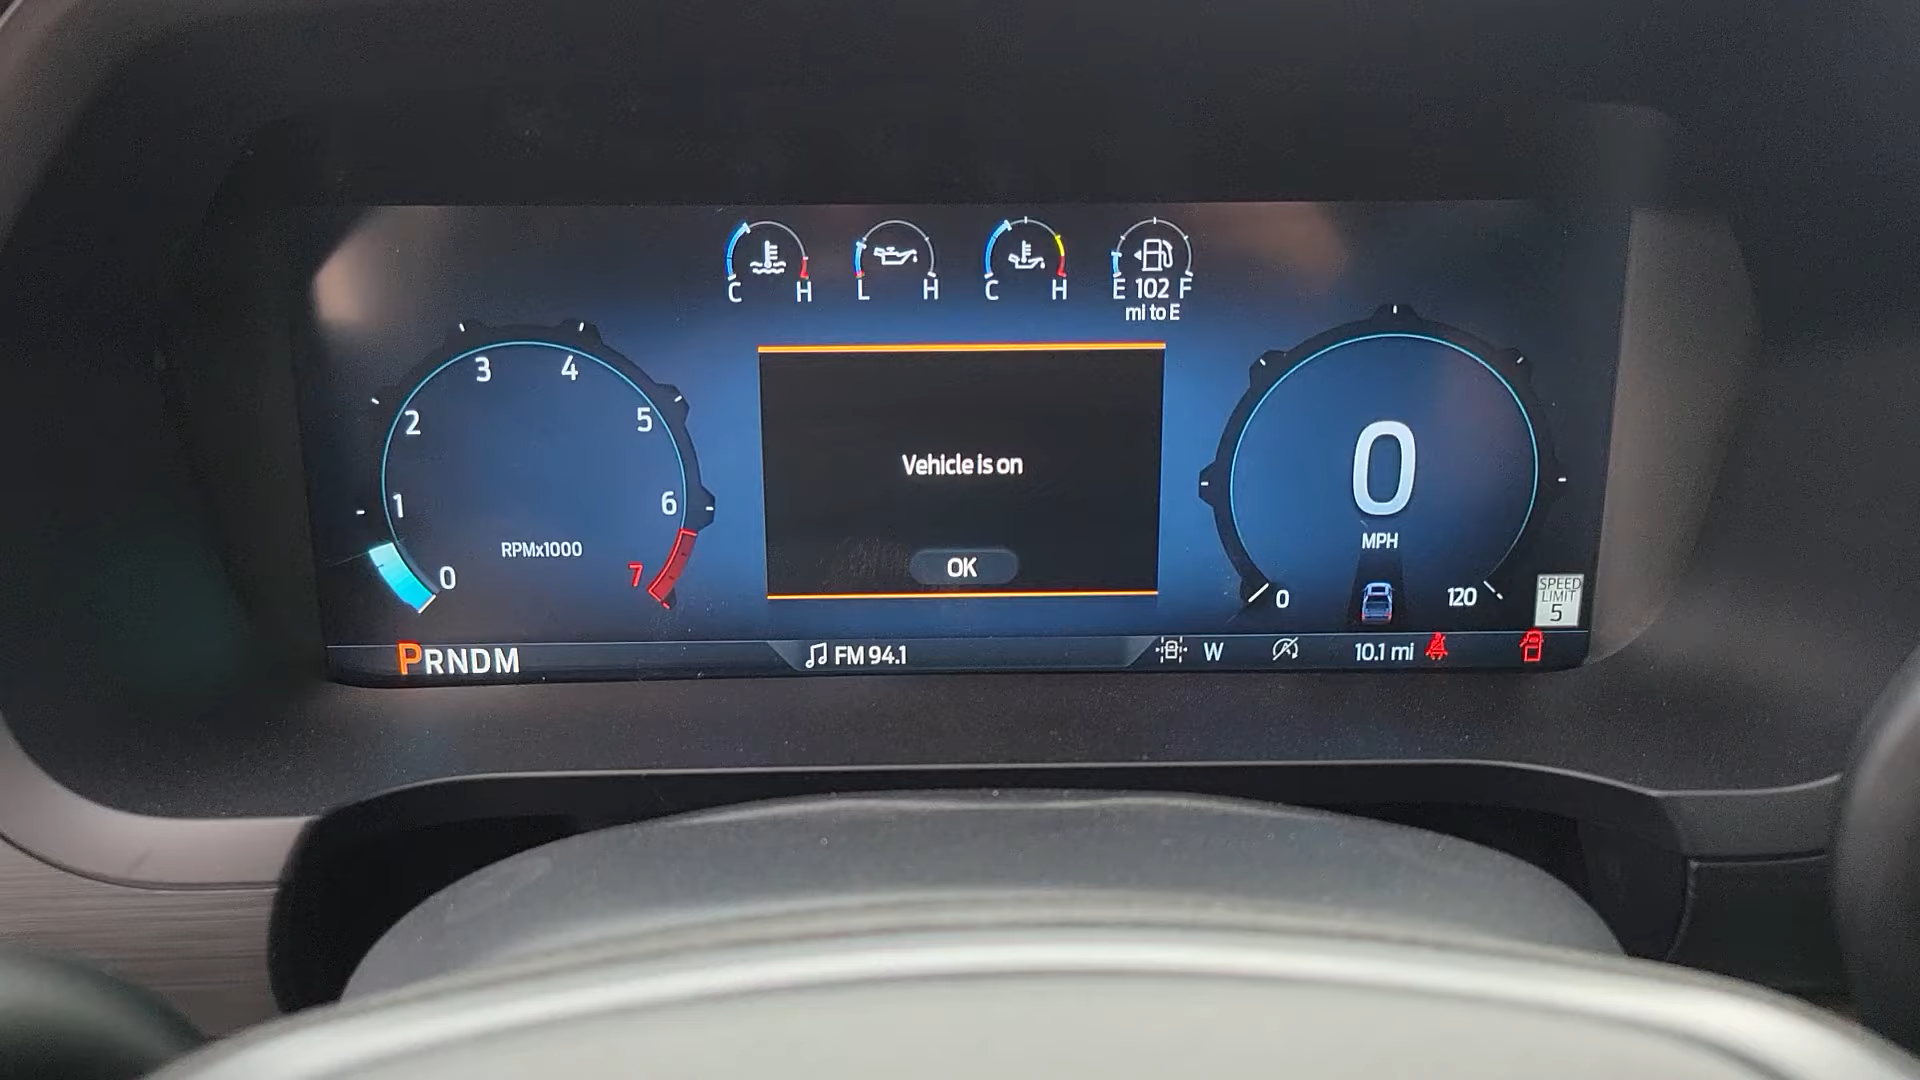 C H
L H
C H
E 102 F
mi to E
0 1 2 3 4 5 6 7
RPMx1000
Vehicle is on
OK
0
MPH
0 120
SPEED
LIMIT
5
PRNDM
FM 94.1
W
10.1 mi